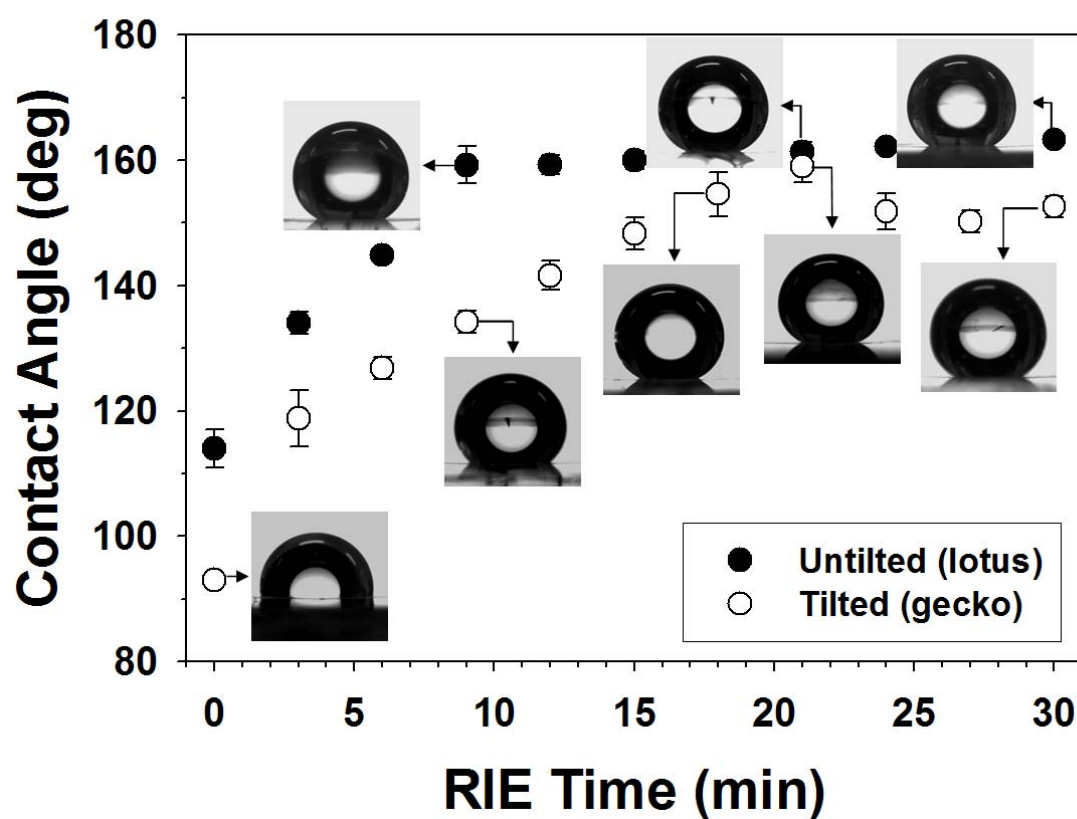 180
160
140
120
100
80
Contact Angle (deg)
Untilted (lotus)
Tilted (gecko)
0 5 10 15 20 25 30
RIE Time (min)